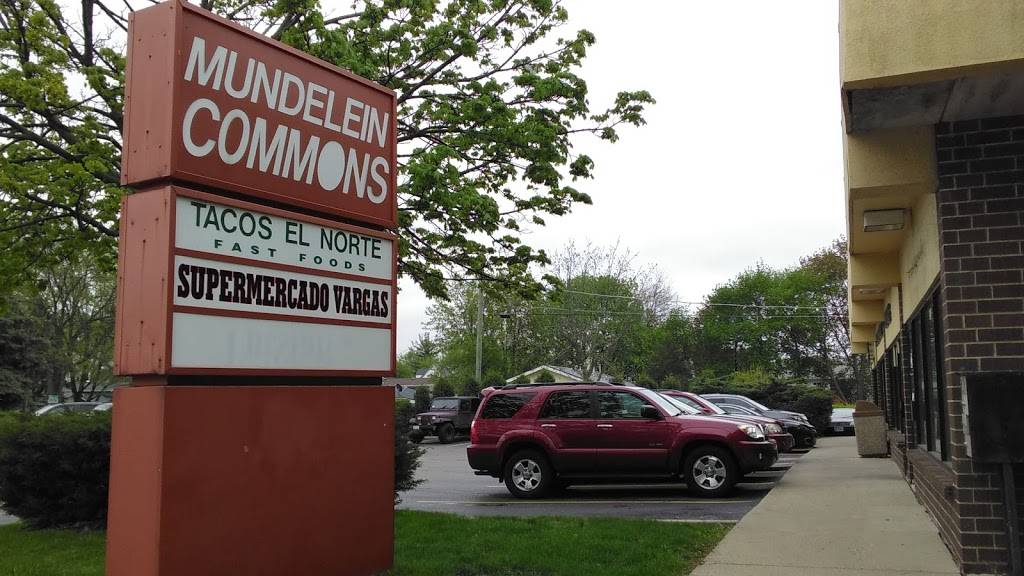 MUNDELEIN
COMMONS
TACOS EL NORTE
FAST FOODS
SUPERMERCADO VARGAS